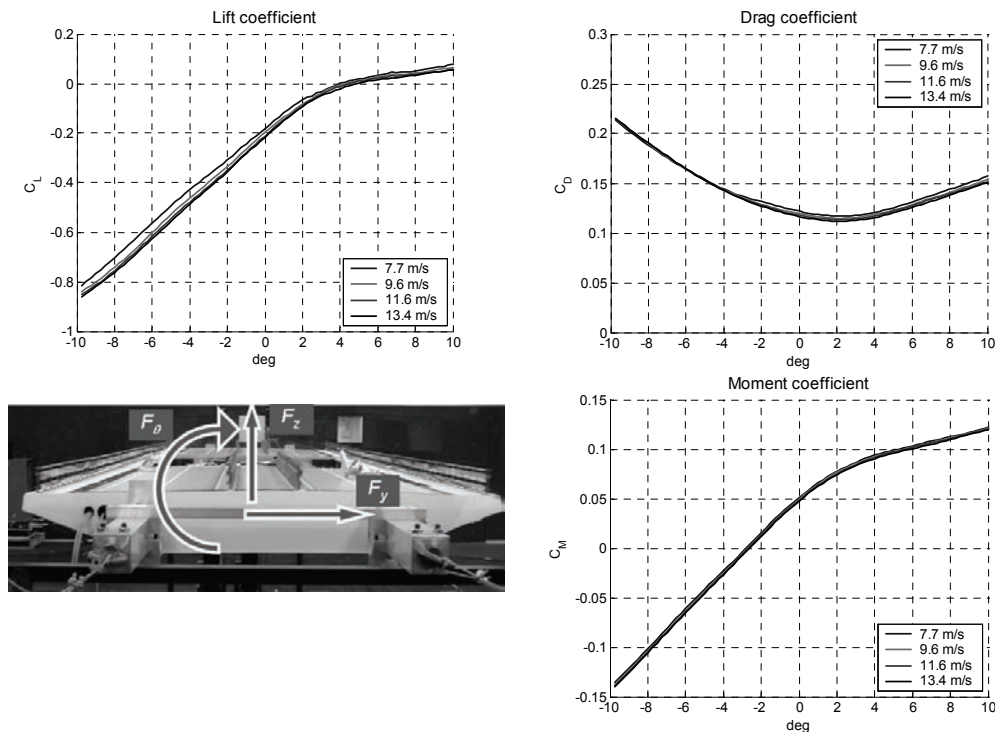 Lift coefficient
0.2
0
-0.2
-0.4
-0.6
-0.8
-1
C_L
-10 -8 -6 -4 -2 0 2 4 6 8 10
deg
7.7 m/s
9.6 m/s
11.6 m/s
13.4 m/s
Drag coefficient
0.3
0.25
0.2
0.15
0.1
0.05
0
C_D
-10 -8 -6 -4 -2 0 2 4 6 8 10
deg
7.7 m/s
9.6 m/s
11.6 m/s
13.4 m/s
F_θ
F_z
F_y
Moment coefficient
0.15
0.1
0.05
0
-0.05
-0.1
-0.15
C_M
-10 -8 -6 -4 -2 0 2 4 6 8 10
deg
7.7 m/s
9.6 m/s
11.6 m/s
13.4 m/s